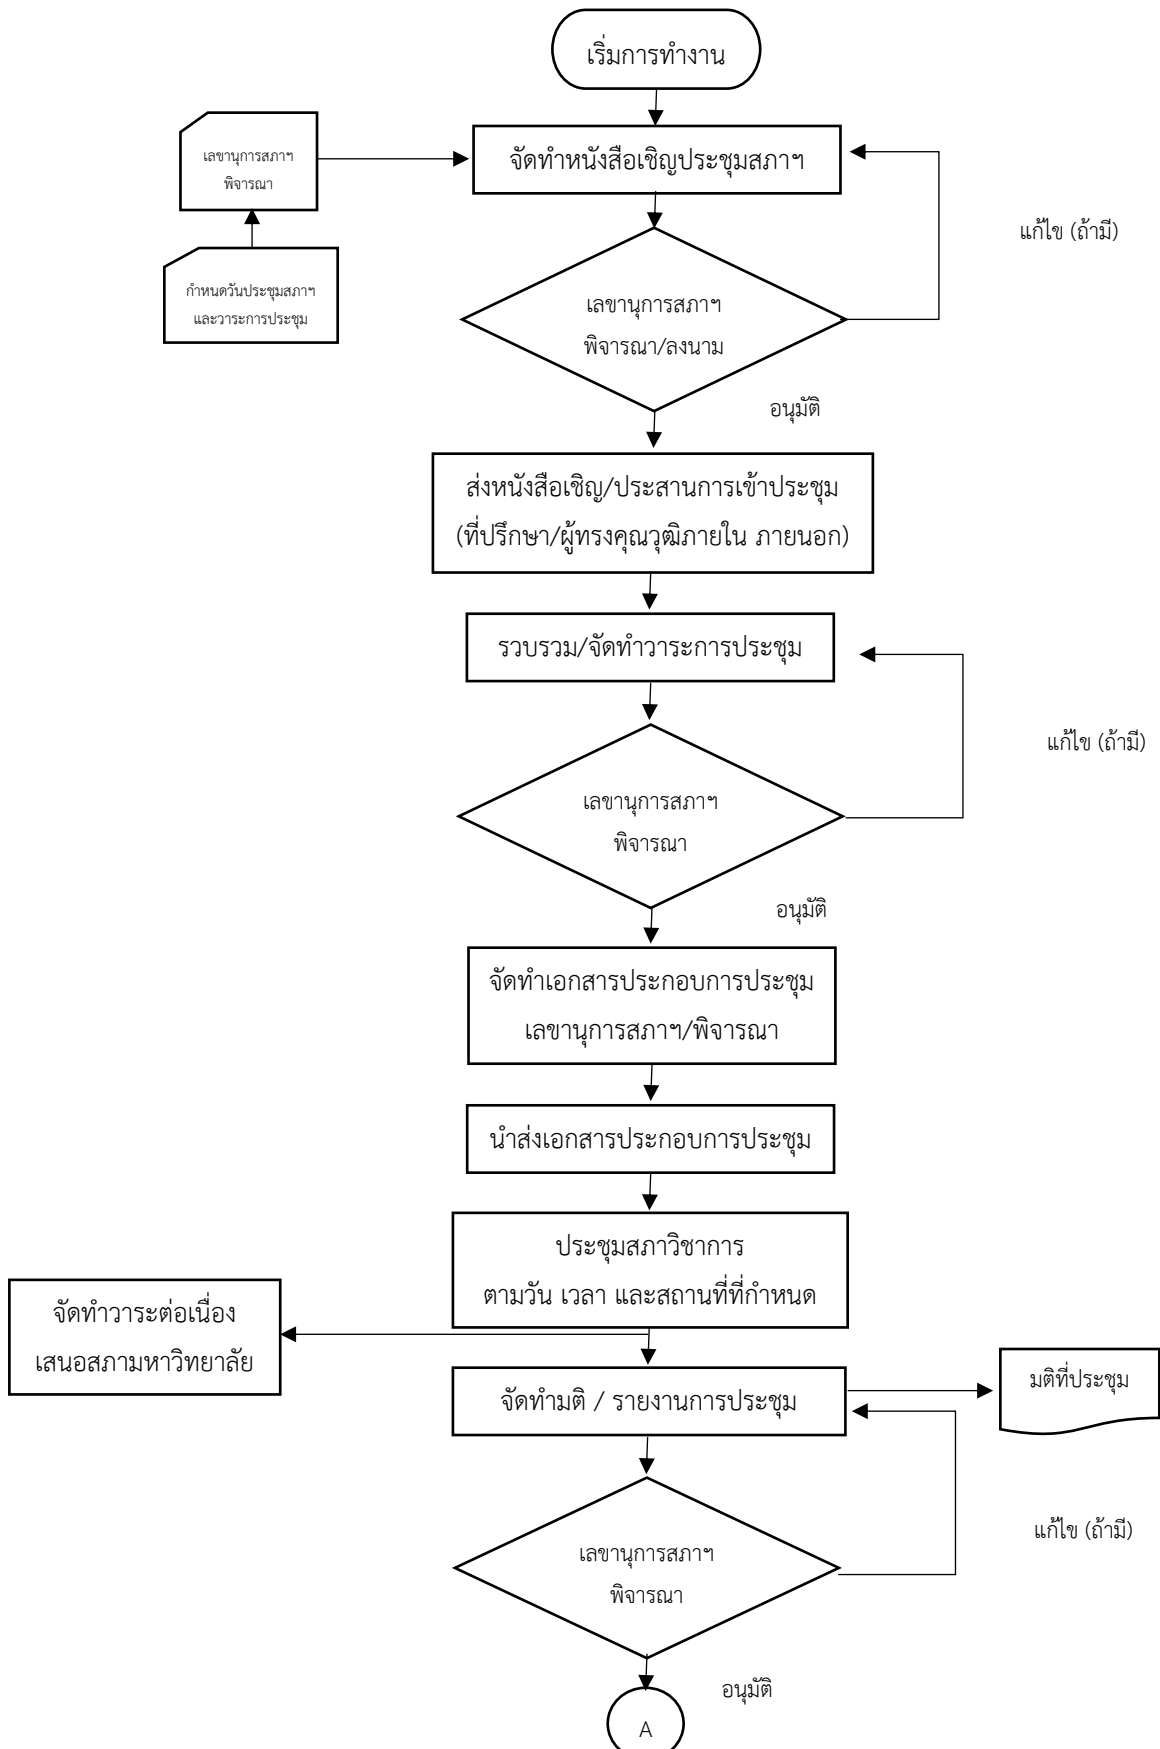 เริ่มการทำงาน
เลขานุการสภาฯ
พิจารณา
จัดทำหนังสือเชิญประชุมสภาฯ
แก้ไข (ถ้ามี)
กำหนดวันประชุมสภาฯ
และวาระการประชุม
เลขานุการสภาฯ
พิจารณา/ลงนาม
อนุมัติ
ส่งหนังสือเชิญ/ประสานการเข้าประชุม
(ที่ปรึกษา/ผู้ทรงคุณวุฒิภายใน ภายนอก)
รวบรวม/จัดทำวาระการประชุม
แก้ไข (ถ้ามี)
เลขานุการสภาฯ
พิจารณา
อนุมัติ
จัดทำเอกสารประกอบการประชุม
เลขานุการสภาฯ/พิจารณา
นำส่งเอกสารประกอบการประชุม
ประชุมสภาวิชาการ
ตามวัน เวลา และสถานที่ที่กำหนด
จัดทำวาระต่อเนื่อง
เสนอสภามหาวิทยาลัย
จัดทำมติ / รายงานการประชุม
มติที่ประชุม
แก้ไข (ถ้ามี)
เลขานุการสภาฯ
พิจารณา
อนุมัติ
A